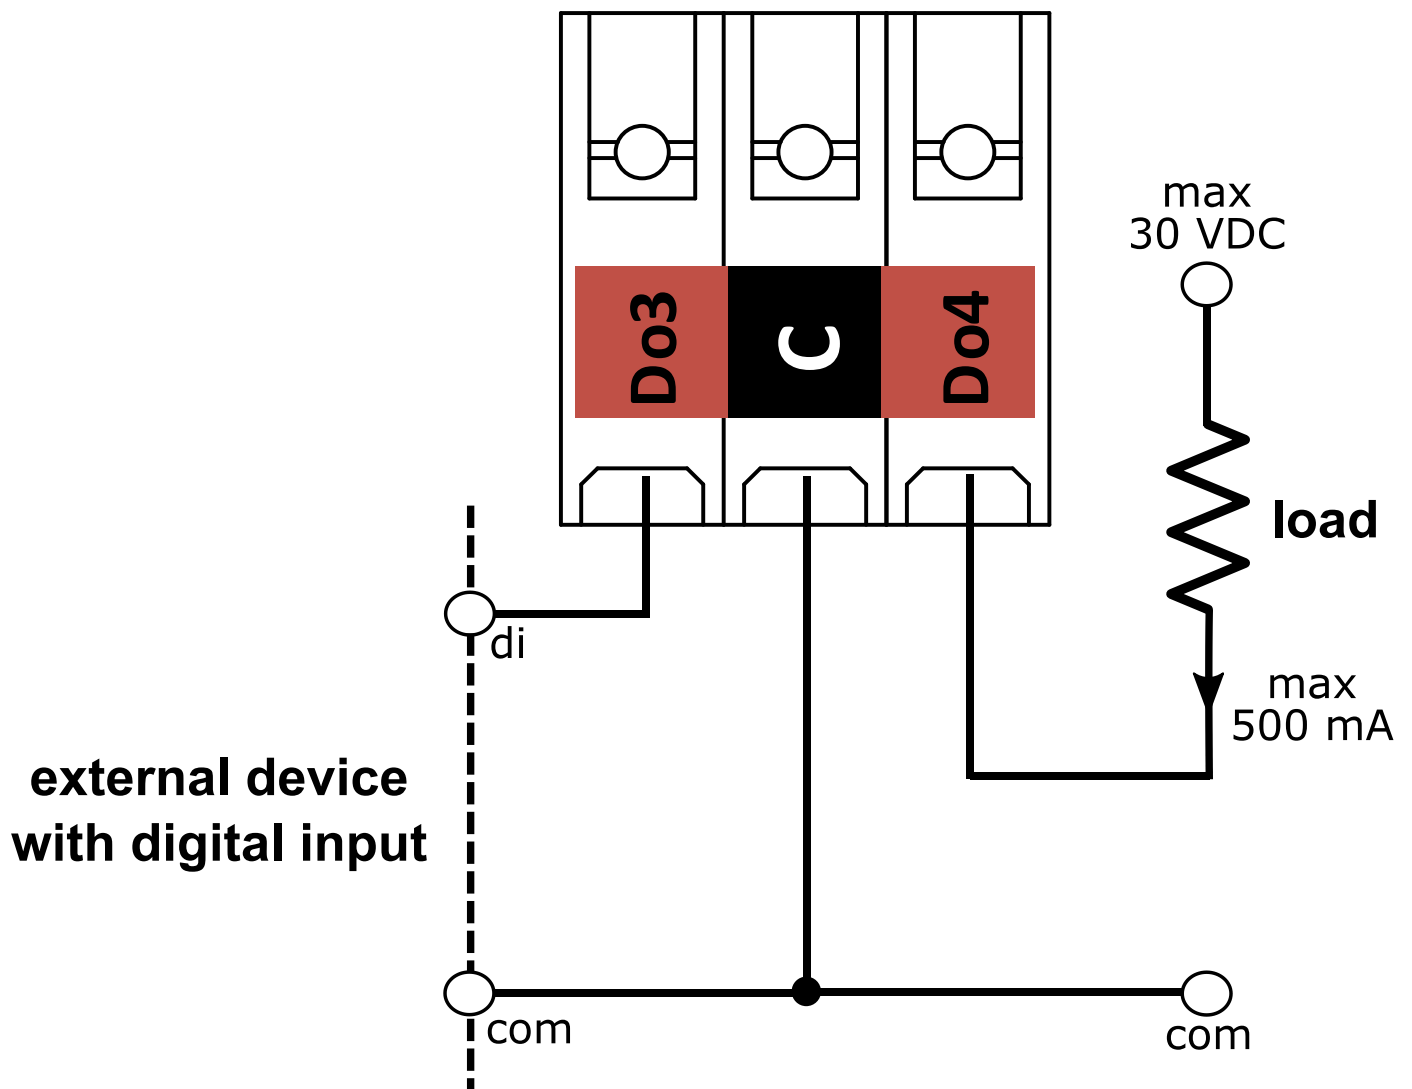 Do3
C
Do4
max
30 VDC
load
max
500 mA
di
external device
with digital input
com
com